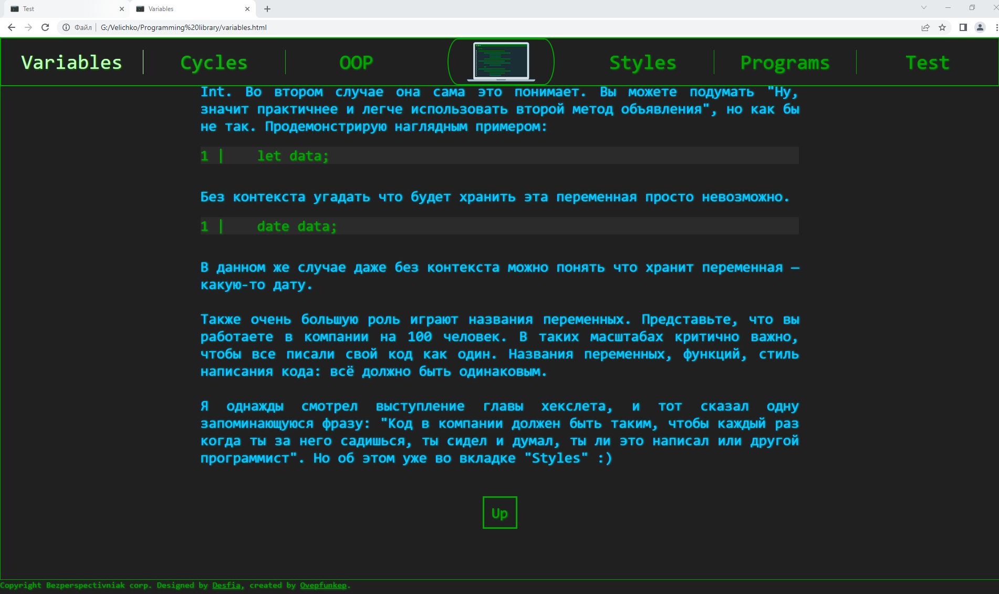 Test
Variables
Файл
G:/Velichko/Programming%20library/variables.html
Variables
Cycles
OOP
Styles
Programs
Test
Int. Во втором случае она сама это понимает. Вы можете подумать "Ну,
значит практичнее и легче использовать второй метод объявления", но как бы
не так. Продемонстрирую наглядным примером:
1 |    let data;
Без контекста угадать что будет хранить эта переменная просто невозможно.
1 |    date data;
В данном же случае даже без контекста можно понять что хранит переменная —
какую-то дату.
Также очень большую роль играют названия переменных. Представьте, что вы
работаете в компании на 100 человек. В таких масштабах критично важно,
чтобы все писали свой код как один. Названия переменных, функций, стиль
написания кода: всё должно быть одинаковым.
Я однажды смотрел выступление главы хекслета, и тот сказал одну
запоминающуюся фразу: "Код в компании должен быть таким, чтобы каждый раз
когда ты за него садишься, ты сидел и думал, ты ли это написал или другой
программист". Но об этом уже во вкладке "Styles" :)
Up
Copyright Bezperspectivniak corp. Designed by Desfia, created by Ovepfunkep.